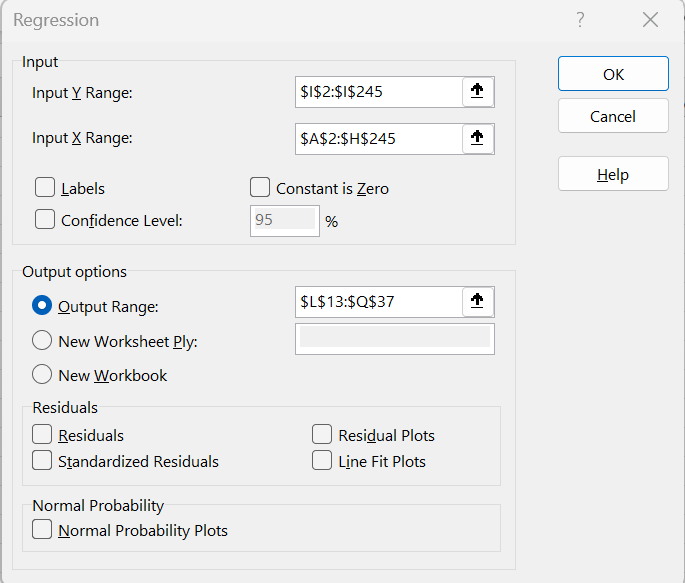 Regression ?
Input
Input Y Range: $I$2:$I$245
Input X Range: $A$2:$H$245
Labels Constant is Zero
Confidence Level: 95 %
OK
Cancel
Help
Output options
Output Range: $L$13:$Q$37
New Worksheet Ply:
New Workbook
Residuals
Residuals Residual Plots
Standardized Residuals Line Fit Plots
Normal Probability
Normal Probability Plots